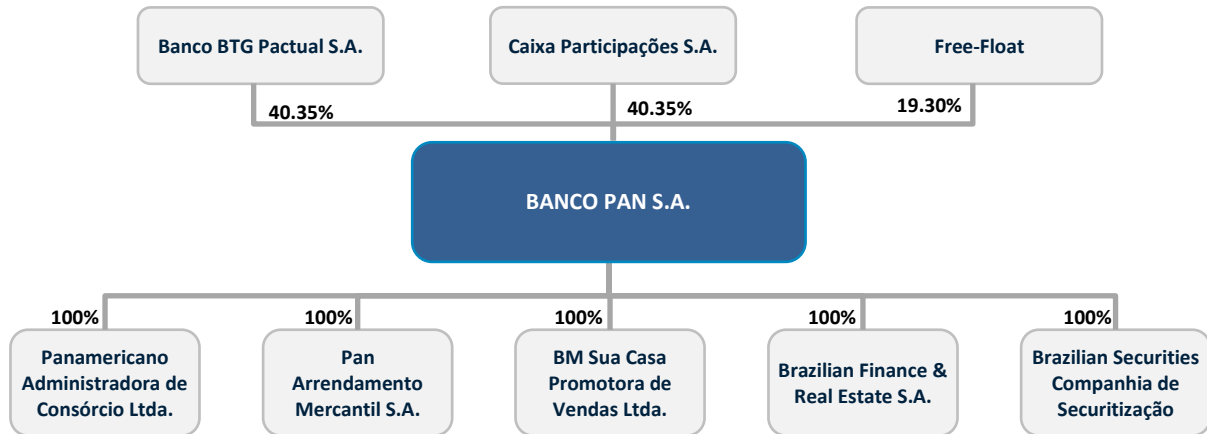 Banco BTG Pactual S.A.
Caixa Participações S.A.
Free-Float
40.35%
40.35%
19.30%
BANCO PAN S.A.
100%
100%
100%
100%
100%
Panamericano
Administradora de
Consórcio Ltda.
Pan
Arrendamento
Mercantil S.A.
BM Sua Casa
Promotora de
Vendas Ltda.
Brazilian Finance &
Real Estate S.A.
Brazilian Securities
Companhia de
Securitização